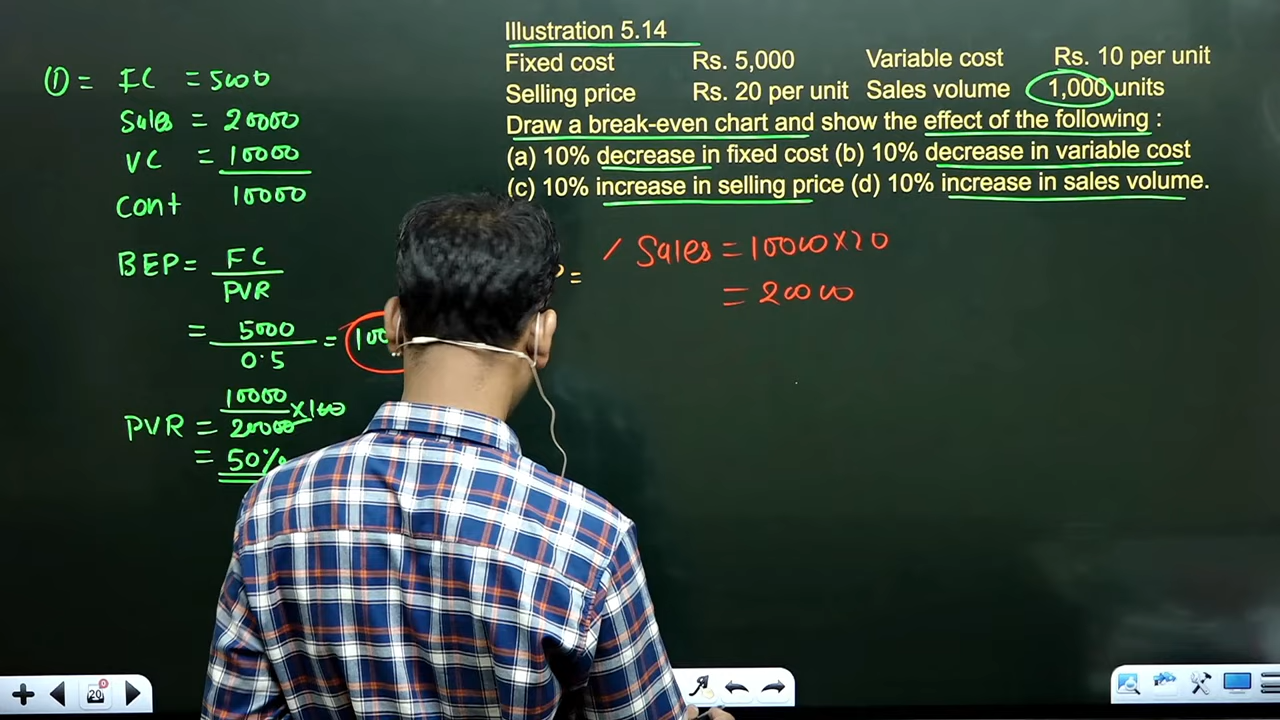 Illustration 5.14
Fixed cost Rs. 5,000 Variable cost Rs. 10 per unit
Selling price Rs. 20 per unit Sales volume 1,000 units
Draw a break-even chart and show the effect of the following :
(a) 10% decrease in fixed cost (b) 10% decrease in variable cost
(c) 10% increase in selling price (d) 10% increase in sales volume.
① = FC = 5000
Sales = 20000
VC = 10000
Cont 10000
BEP = FC
PVR
= 5000 =
0.5
PVR = 10000 × 100
20000
= 50%
Sales = 10000 × 20
= 20000
20